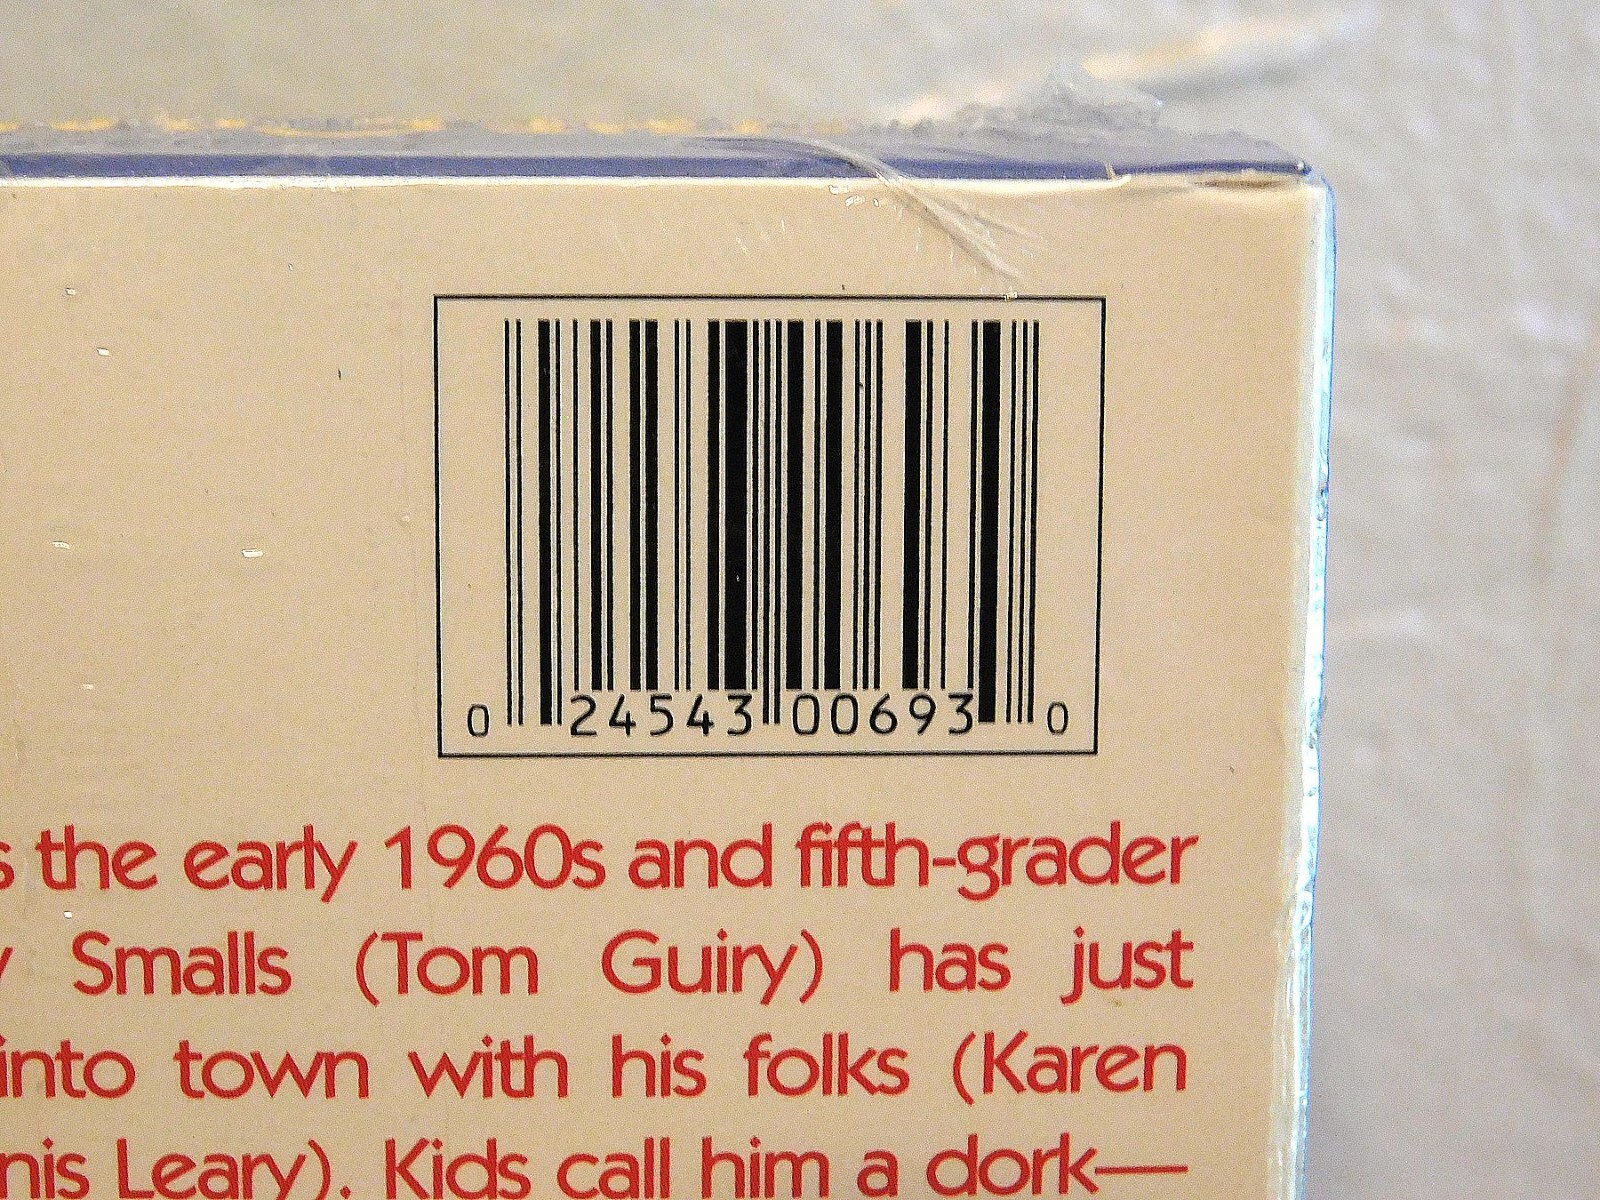 0 24543 00693 0
s the early 1960s and fifth-grader
y Smalls (Tom Guiry) has just
into town with his folks (Karen
nis Leary). Kids call him a dork—